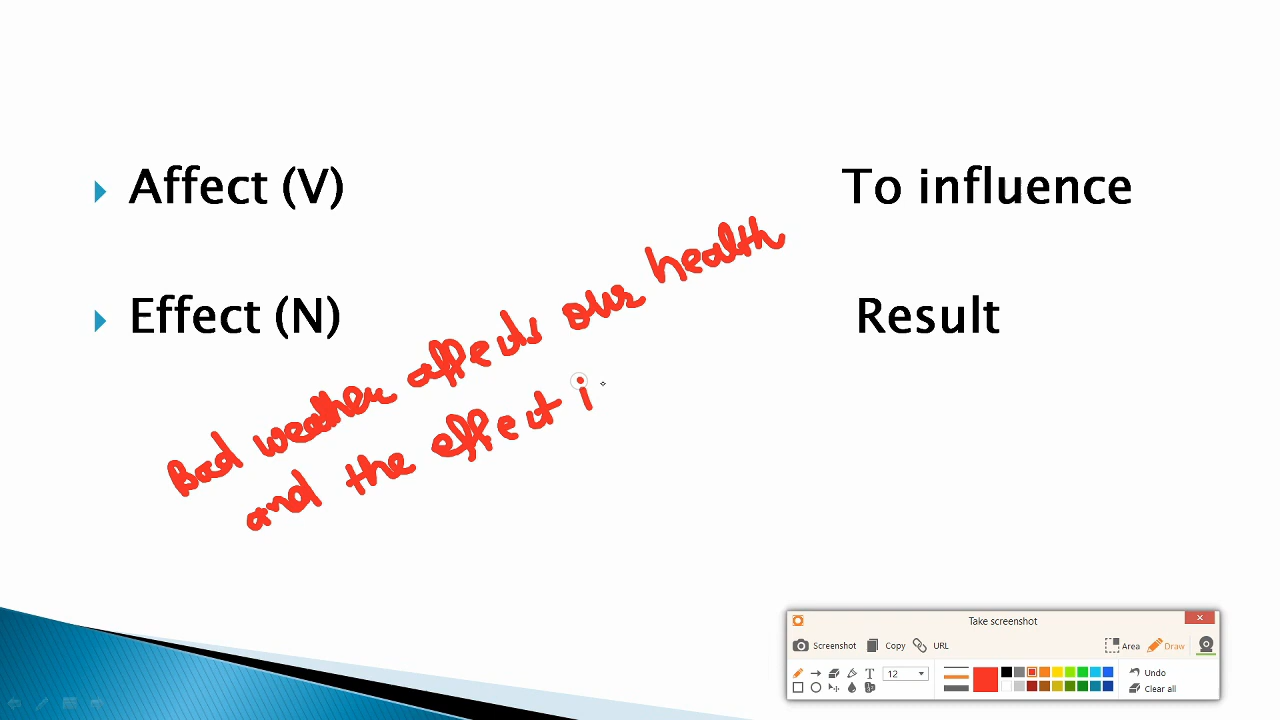 Affect (V) To influence
Effect (N) Result
Bad weather affects our health
and the effect i
Take screenshot
Screenshot Copy URL Area Draw
T 12 Undo
Clear all